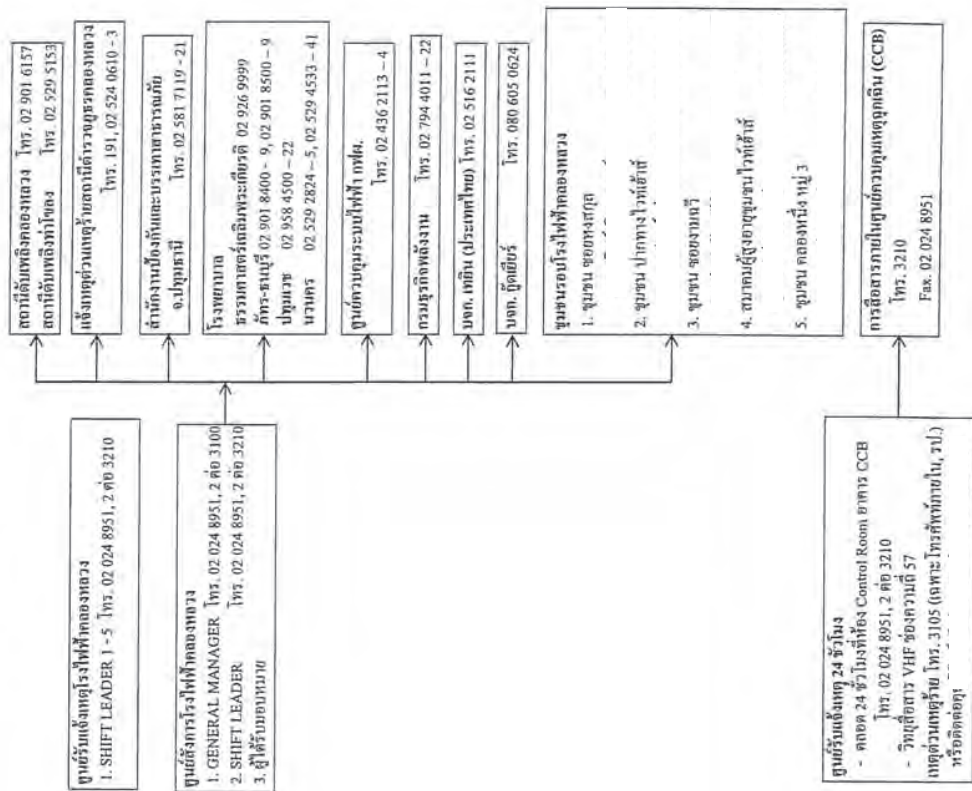 ศูนย์รับแจ้งเหตุโรงไฟฟ้าคลองหลวง
1. SHIFT LEADER 1 - 5 โทร. 02 024 8951, 2 ต่อ 3210
ศูนย์สั่งการโรงไฟฟ้าคลองหลวง
1. GENERAL MANAGER โทร. 02 024 8951, 2 ต่อ 3100
2. SHIFT LEADER โทร. 02 024 8951, 2 ต่อ 3210
3. ผู้ได้รับมอบหมาย
สถานีดับเพลิงคลองหลวง โทร. 02 901 6157
สถานีดับเพลิงท่าโขลง โทร. 02 529 5153
แจ้งเหตุด่วนเหตุร้ายสถานีตำรวจภูธรคลองหลวง
โทร. 191, 02 524 0610 - 3
สำนักงานป้องกันและบรรเทาสาธารณภัย
จ.ปทุมธานี โทร. 02 581 7119 - 21
โรงพยาบาล
ธรรมศาสตร์เฉลิมพระเกียรติ 02 926 9999
ภัทร-ธนบุรี 02 901 8400 - 9, 02 901 8500 – 9
ปทุมเวช 02 958 4500 – 22
นวนคร 02 529 2824 – 5, 02 529 4533 – 41
ศูนย์ควบคุมระบบไฟฟ้า กฟผ.
โทร. 02 436 2113 – 4
กรมธุรกิจพลังงาน โทร. 02 794 4011 – 22
บจก. เทยิน (ประเทศไทย) โทร. 02 516 2111
บจก. กู๊ดเยียร์ โทร. 080 605 0624
ชุมชนรอบโรงไฟฟ้าคลองหลวง
1. ชุมชน ซอยหงสกุล
2. ชุมชน ปากทางไวท์เฮ้าส์
3. ชุมชน ซอยงามฉวี
4. สมาคมผู้สูงอายุชุมชนไวท์เฮ้าส์
5. ชุมชน คลองหนึ่ง หมู่ 3
ศูนย์รับแจ้งเหตุ 24 ชั่วโมง
- ตลอด 24 ชั่วโมงที่ห้อง Control Room อาคาร CCB
โทร. 02 024 8951, 2 ต่อ 3210
- วิทยุสื่อสาร VHF ช่องความถี่ 57
เหตุด่วนเหตุร้าย โทร. 3105 (เฉพาะโทรศัพท์ภายใน, รป.)
หรือติดต่อศูน
การสื่อสารภายในศูนย์ควบคุมเหตุฉุกเฉิน (CCB)
โทร. 3210
Fax. 02 024 8951